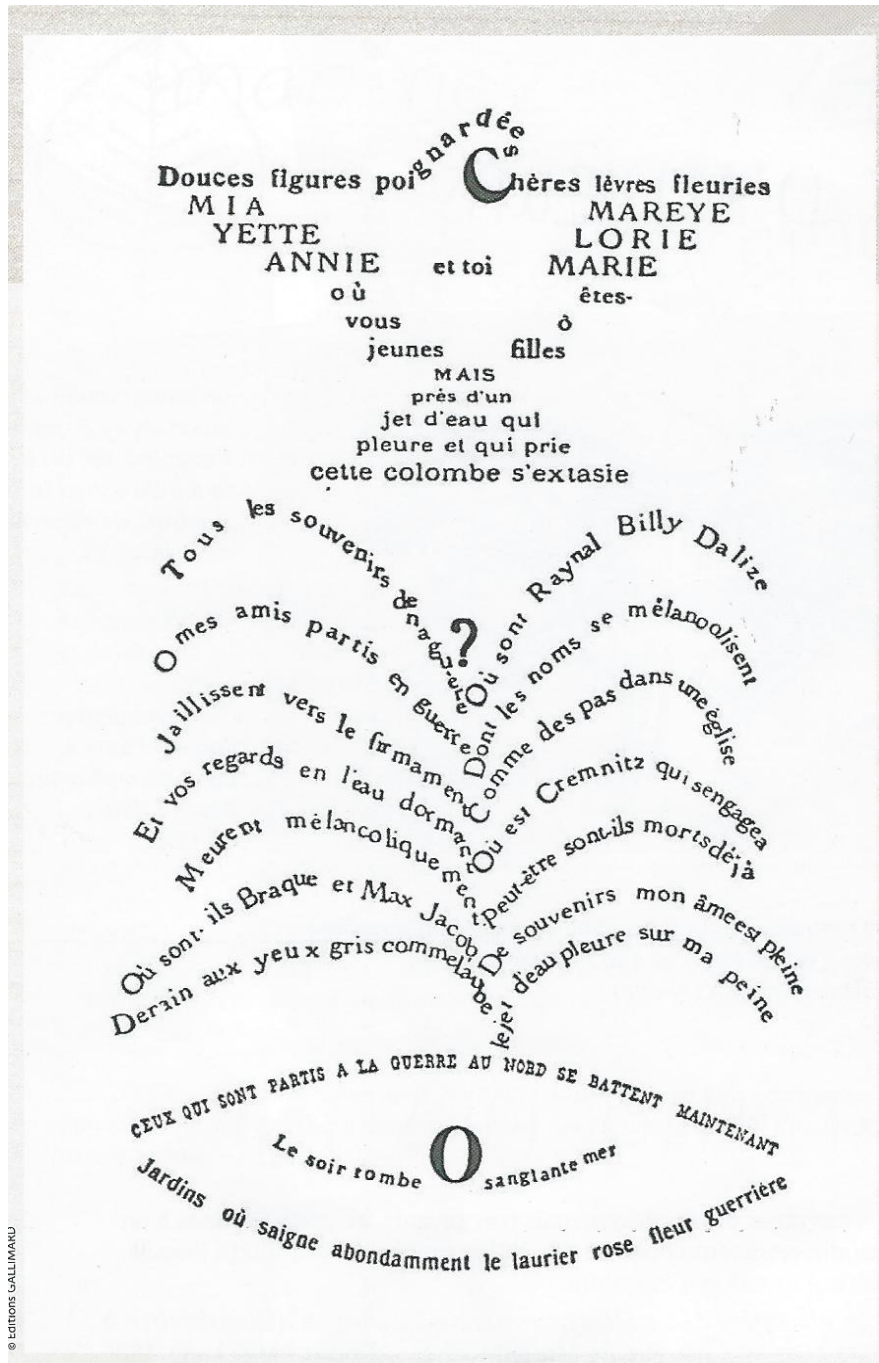 Douces figures poignardées Chères lèvres fleuries
MIA MAREYE
YETTE LORIE
ANNIE et toi MARIE
où êtes-
vous ô
jeunes filles
MAIS
près d'un
jet d'eau qui
pleure et qui prie
cette colombe s'extasie
Tous les souvenirs de naguère
O mes amis partis en guerre
Jaillissent vers le firmament
Et vos regards en l'eau dormant
Meurent mélancoliquement
Où sont-ils Braque et Max Jacob
Derain aux yeux gris comme l'aube
?
Où sont Raynal Billy Dalize
Dont les noms se mélancolisent
Comme des pas dans une église
Où est Cremnitz qui s'engagea
Peut-être sont-ils morts déjà
De souvenirs mon âme est pleine
le jet d'eau pleure sur ma peine
CEUX QUI SONT PARTIS A LA GUERRE AU NORD SE BATTENT MAINTENANT
Le soir tombe O sanglante mer
Jardins où saigne abondamment le laurier rose fleur guerrière
© Editions GALLIMARD